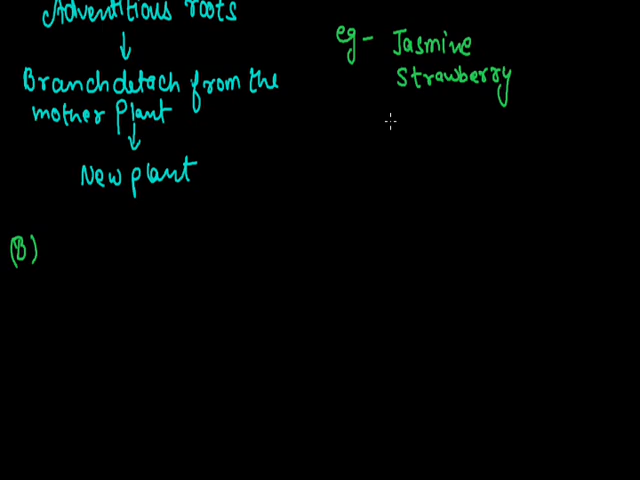 Adventitious roots
Branch detach from the
mother plant
New plant
eg - Jasmine
Strawberry
(B)